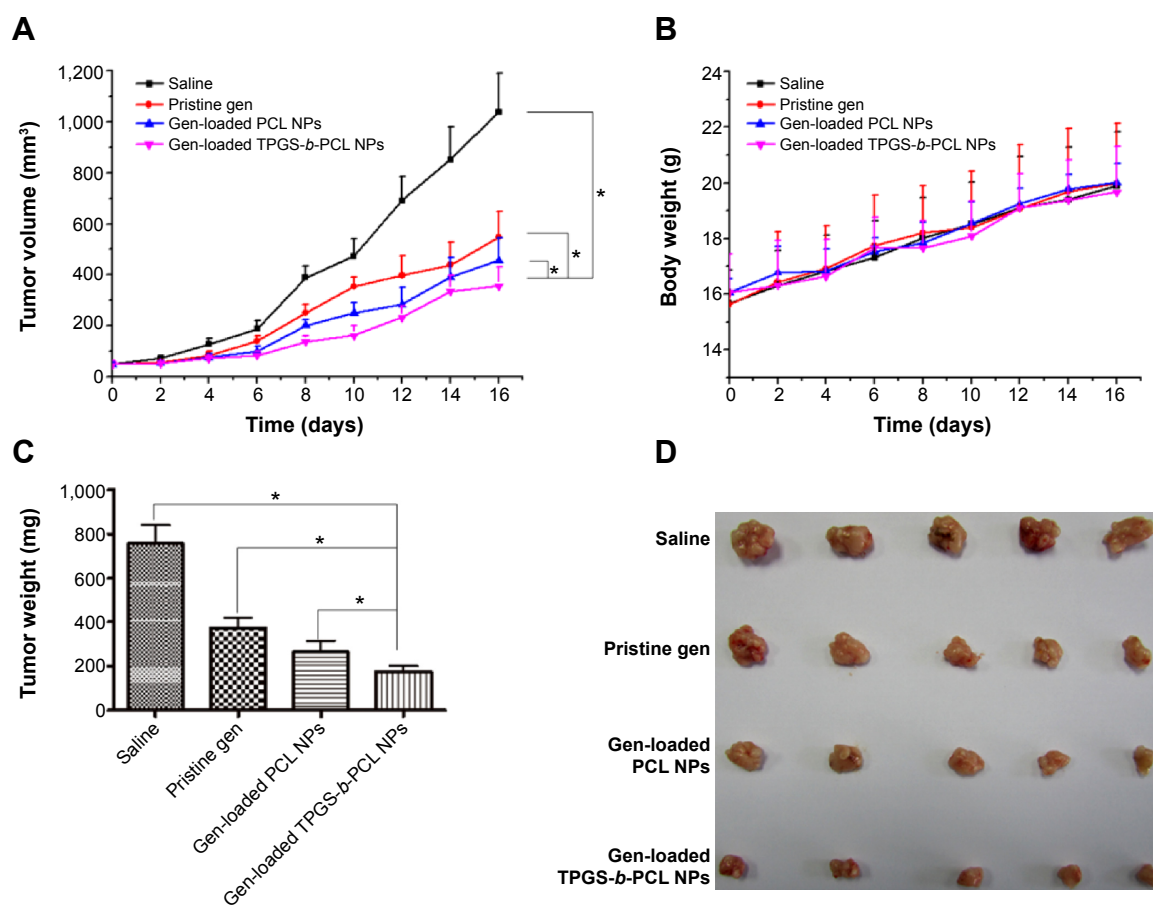 A
1,200
1,000
800
600
400
200
0
Tumor volume (mm³)
Saline
Pristine gen
Gen-loaded PCL NPs
Gen-loaded TPGS-b-PCL NPs
*
*
*
0 2 4 6 8 10 12 14 16
Time (days)
B
24
22
20
18
16
14
Body weight (g)
Saline
Pristine gen
Gen-loaded PCL NPs
Gen-loaded TPGS-b-PCL NPs
0 2 4 6 8 10 12 14 16
Time (days)
C
1,000
800
600
400
200
0
Tumor weight (mg)
*
*
*
Saline
Pristine gen
Gen-loaded PCL NPs
Gen-loaded TPGS-b-PCL NPs
D
Saline
Pristine gen
Gen-loaded
PCL NPs
Gen-loaded
TPGS-b-PCL NPs